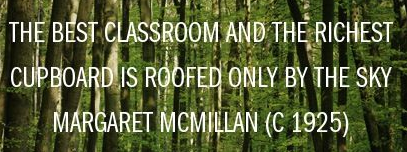 THE BEST CLASSROOM AND THE RICHEST
CUPBOARD IS ROOFED ONLY BY THE SKY
MARGARET MCMILLAN (C 1925)